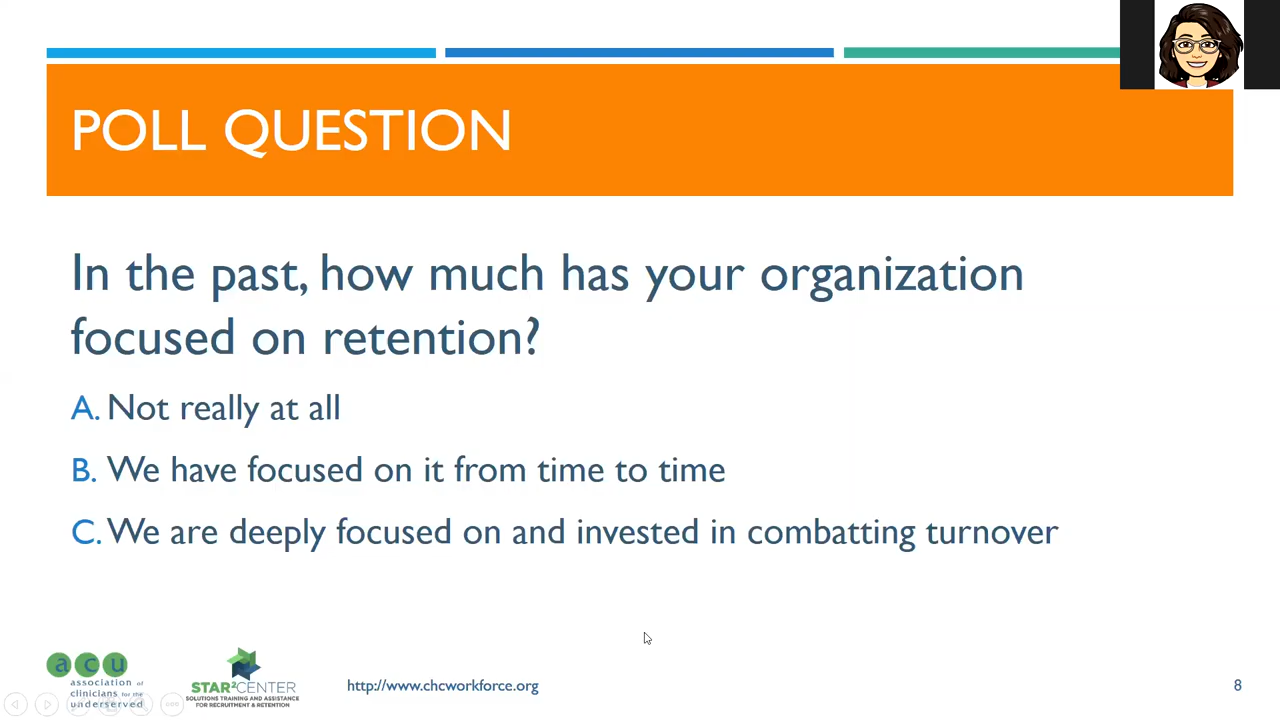 POLL QUESTION
In the past, how much has your organization
focused on retention?
A. Not really at all
B. We have focused on it from time to time
C. We are deeply focused on and invested in combatting turnover
acu
association of
clinicians for the
underserved
STAR²CENTER
SOLUTIONS TRAINING AND ASSISTANCE
FOR RECRUITMENT & RETENTION
http://www.chcworkforce.org
8